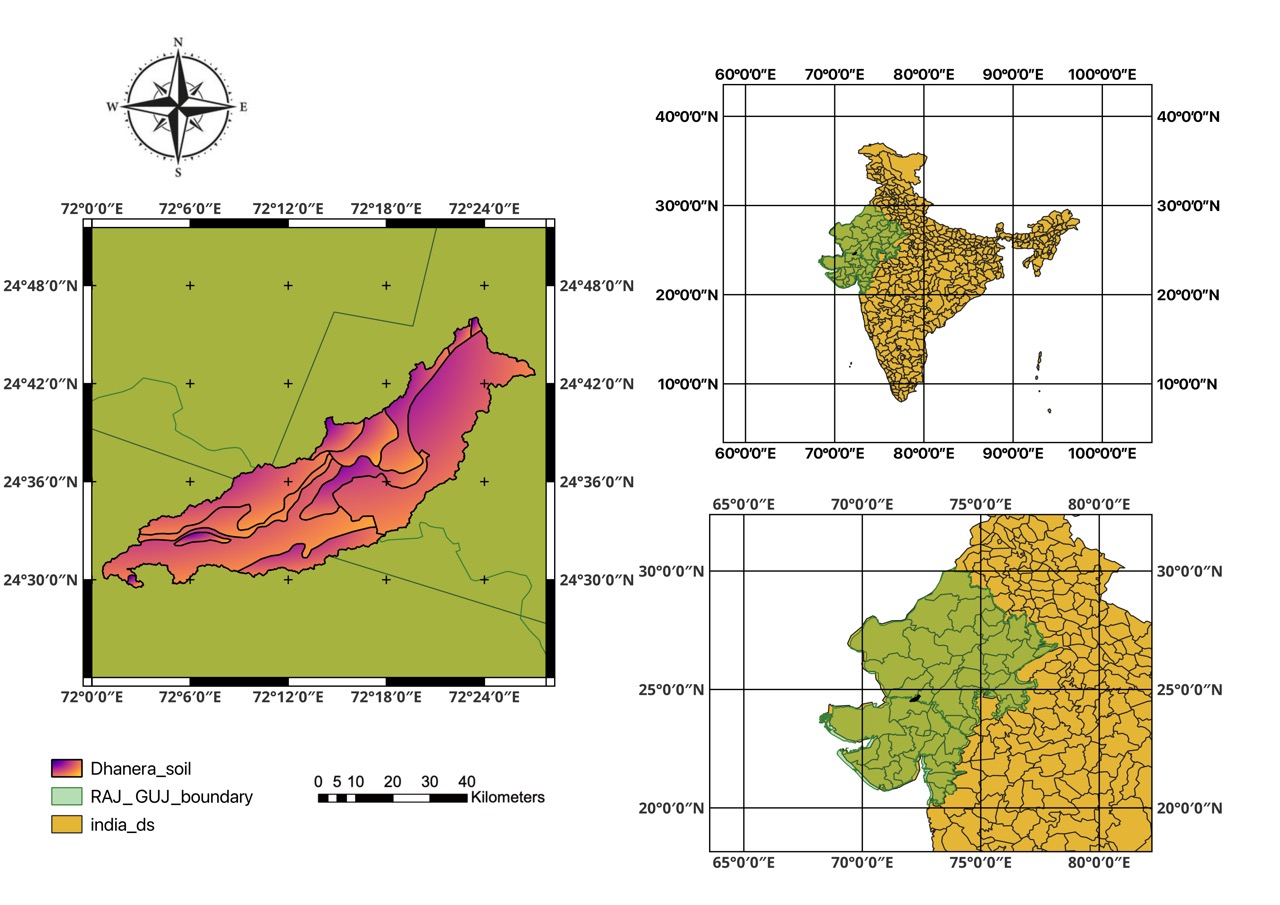 N
W E
S
72°0′0″E 72°6′0″E 72°12′0″E 72°18′0″E 72°24′0″E
24°48′0″N 24°48′0″N
24°42′0″N 24°42′0″N
24°36′0″N 24°36′0″N
24°30′0″N 24°30′0″N
72°0′0″E 72°6′0″E 72°12′0″E 72°18′0″E 72°24′0″E
Dhanera_soil
RAJ_GUJ_boundary
india_ds
0 5 10 20 30 40
Kilometers
60°0′0″E 70°0′0″E 80°0′0″E 90°0′0″E 100°0′0″E
40°0′0″N 40°0′0″N
30°0′0″N 30°0′0″N
20°0′0″N 20°0′0″N
10°0′0″N 10°0′0″N
60°0′0″E 70°0′0″E 80°0′0″E 90°0′0″E 100°0′0″E
65°0′0″E 70°0′0″E 75°0′0″E 80°0′0″E
30°0′0″N 30°0′0″N
25°0′0″N 25°0′0″N
20°0′0″N 20°0′0″N
65°0′0″E 70°0′0″E 75°0′0″E 80°0′0″E